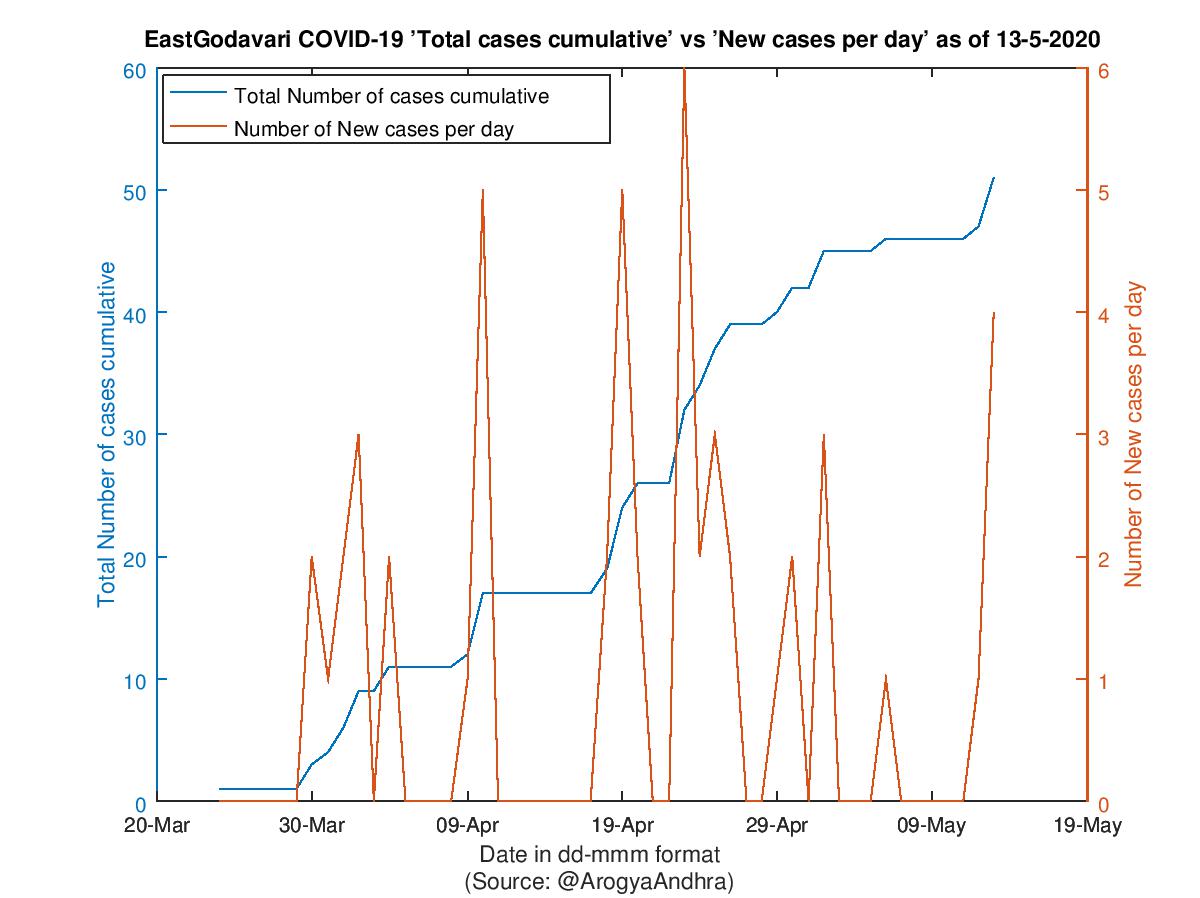 EastGodavari COVID-19 ’Total cases cumulative’ vs ’New cases per day’ as of 13-5-2020
Total Number of cases cumulative
Number of New cases per day
60
50
40
30
20
10
0
Total Number of cases cumulative
6
5
4
3
2
1
0
Number of New cases per day
20-Mar 30-Mar 09-Apr 19-Apr 29-Apr 09-May 19-May
Date in dd-mmm format
(Source: @ArogyaAndhra)